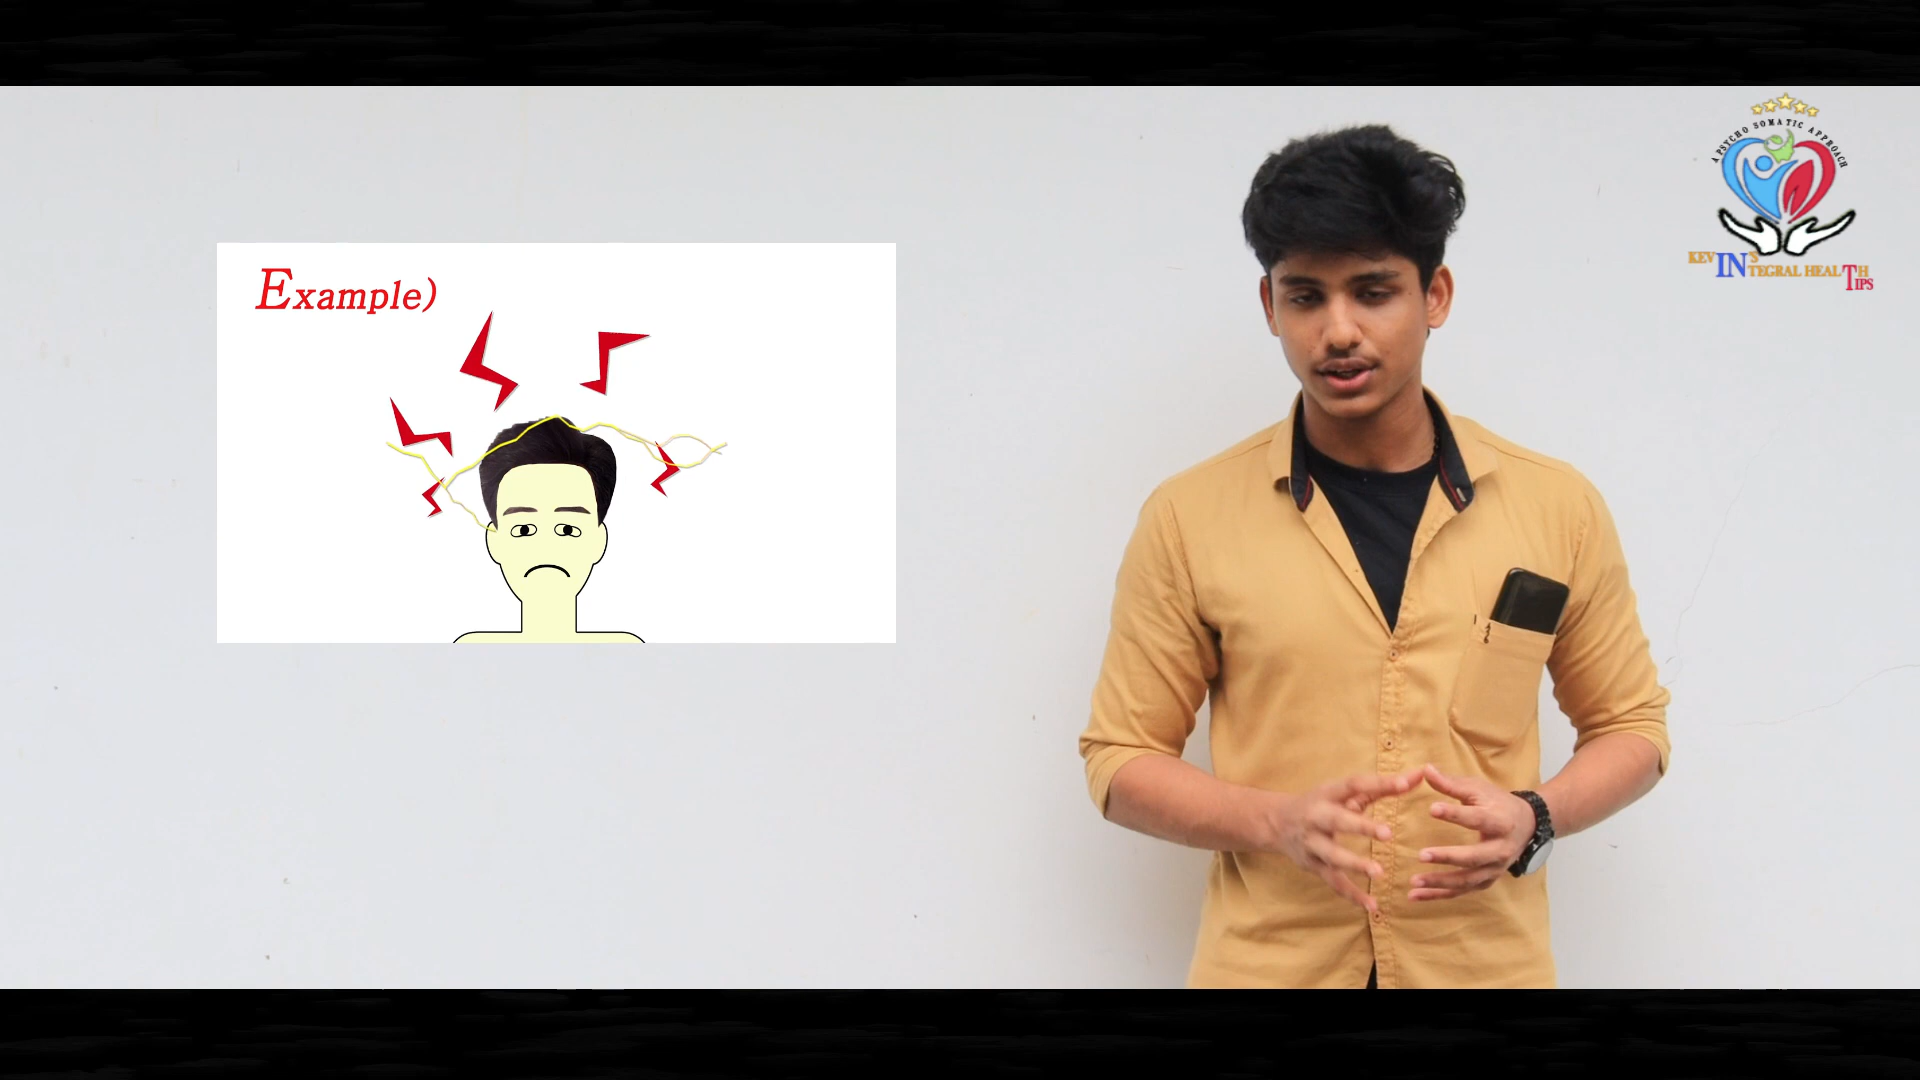 Example)
A PSYCHO SOMATIC APPROACH
KEVIN'S
INTEGRAL HEALTH
TIPS